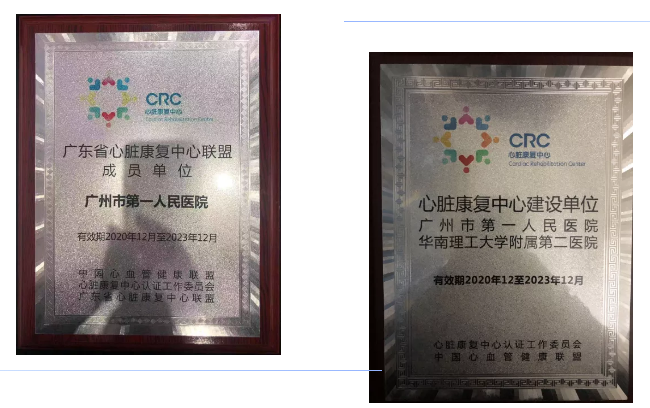 CRC
心脏康复中心
Cardiac Rehabilitation Center
广东省心脏康复中心联盟
成员单位
广州市第一人民医院
有效期2020年12月至2023年12月
中国心血管健康联盟
心脏康复中心认证工作委员会
广东省心脏康复中心联盟
CRC
心脏康复中心
Cardiac Rehabilitation Center
心脏康复中心建设单位
广州市第一人民医院
华南理工大学附属第二医院
有效期2020年12至2023年12月
心脏康复中心认证工作委员会
中国心血管健康联盟